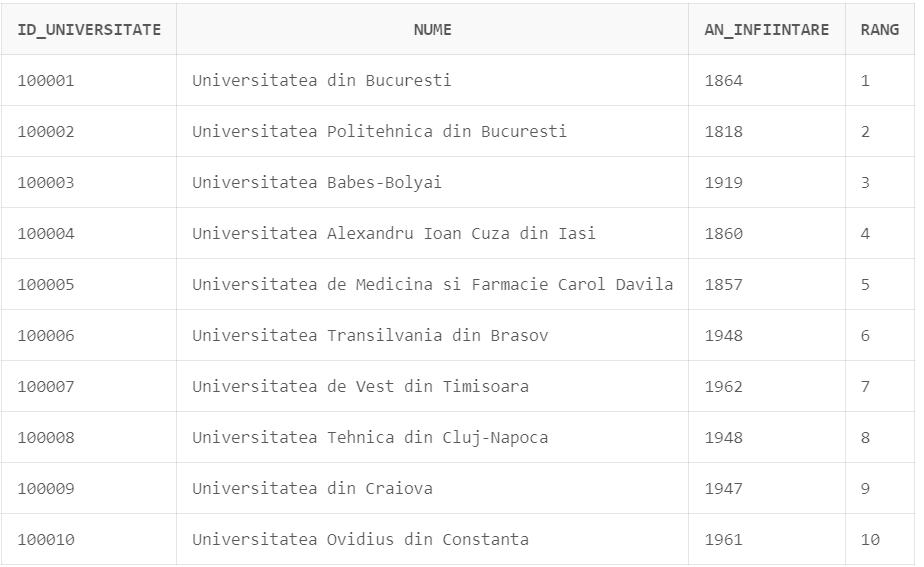 ID_UNIVERSITATE NUME AN_INFIINTARE RANG
100001 Universitatea din Bucuresti 1864 1
100002 Universitatea Politehnica din Bucuresti 1818 2
100003 Universitatea Babes-Bolyai 1919 3
100004 Universitatea Alexandru Ioan Cuza din Iasi 1860 4
100005 Universitatea de Medicina si Farmacie Carol Davila 1857 5
100006 Universitatea Transilvania din Brasov 1948 6
100007 Universitatea de Vest din Timisoara 1962 7
100008 Universitatea Tehnica din Cluj-Napoca 1948 8
100009 Universitatea din Craiova 1947 9
100010 Universitatea Ovidius din Constanta 1961 10